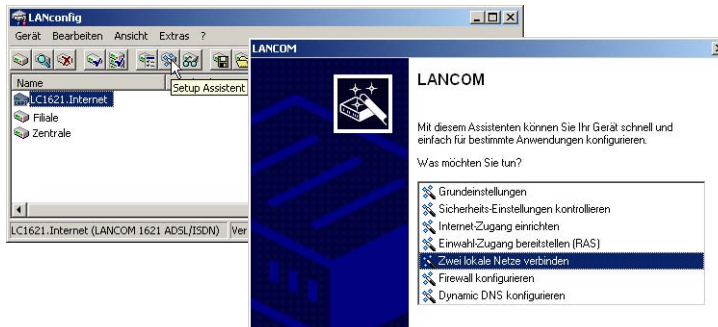 LANconfig
Gerät Bearbeiten Ansicht Extras ?
Name
Setup Assistent
LC1621.Internet
Filiale
Zentrale
LC1621.Internet (LANCOM 1621 ADSL/ISDN) Ver
LANCOM
LANCOM
Mit diesem Assistenten können Sie Ihr Gerät schnell und
einfach für bestimmte Anwendungen konfigurieren.
Was möchten Sie tun?
Grundeinstellungen
Sicherheits-Einstellungen kontrollieren
Internet-Zugang einrichten
Einwahl-Zugang bereitstellen (RAS)
Zwei lokale Netze verbinden
Firewall konfigurieren
Dynamic DNS konfigurieren